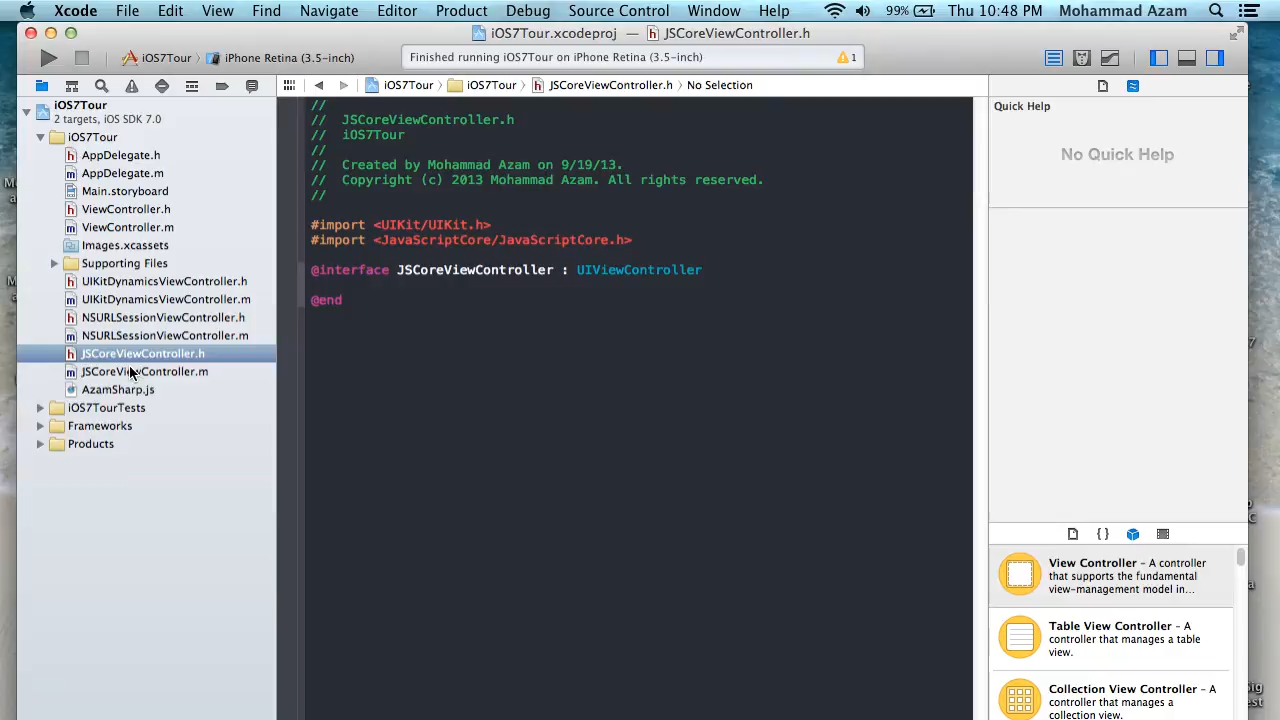 Xcode File Edit View Find Navigate Editor Product Debug Source Control Window Help 99% Thu 10:48 PM Mohammad Azam
iOS7Tour.xcodeproj — JSCoreViewController.h
iOS7Tour iPhone Retina (3.5-inch) Finished running iOS7Tour on iPhone Retina (3.5-inch) 1
iOS7Tour iOS7Tour JSCoreViewController.h No Selection
iOS7Tour
2 targets, iOS SDK 7.0
iOS7Tour
AppDelegate.h
AppDelegate.m
Main.storyboard
ViewController.h
ViewController.m
Images.xcassets
Supporting Files
UIKitDynamicsViewController.h
UIKitDynamicsViewController.m
NSURLSessionViewController.h
NSURLSessionViewController.m
JSCoreViewController.h
JSCoreViewController.m
AzamSharp.js
iOS7TourTests
Frameworks
Products
//
// JSCoreViewController.h
// iOS7Tour
//
// Created by Mohammad Azam on 9/19/13.
// Copyright (c) 2013 Mohammad Azam. All rights reserved.
//
#import <UIKit/UIKit.h>
#import <JavaScriptCore/JavaScriptCore.h>
@interface JSCoreViewController : UIViewController
@end
Quick Help
No Quick Help
{ }
View Controller – A controller
that supports the fundamental
view-management model in...
Table View Controller – A
controller that manages a table
view.
Collection View Controller – A
controller that manages a
collection view.